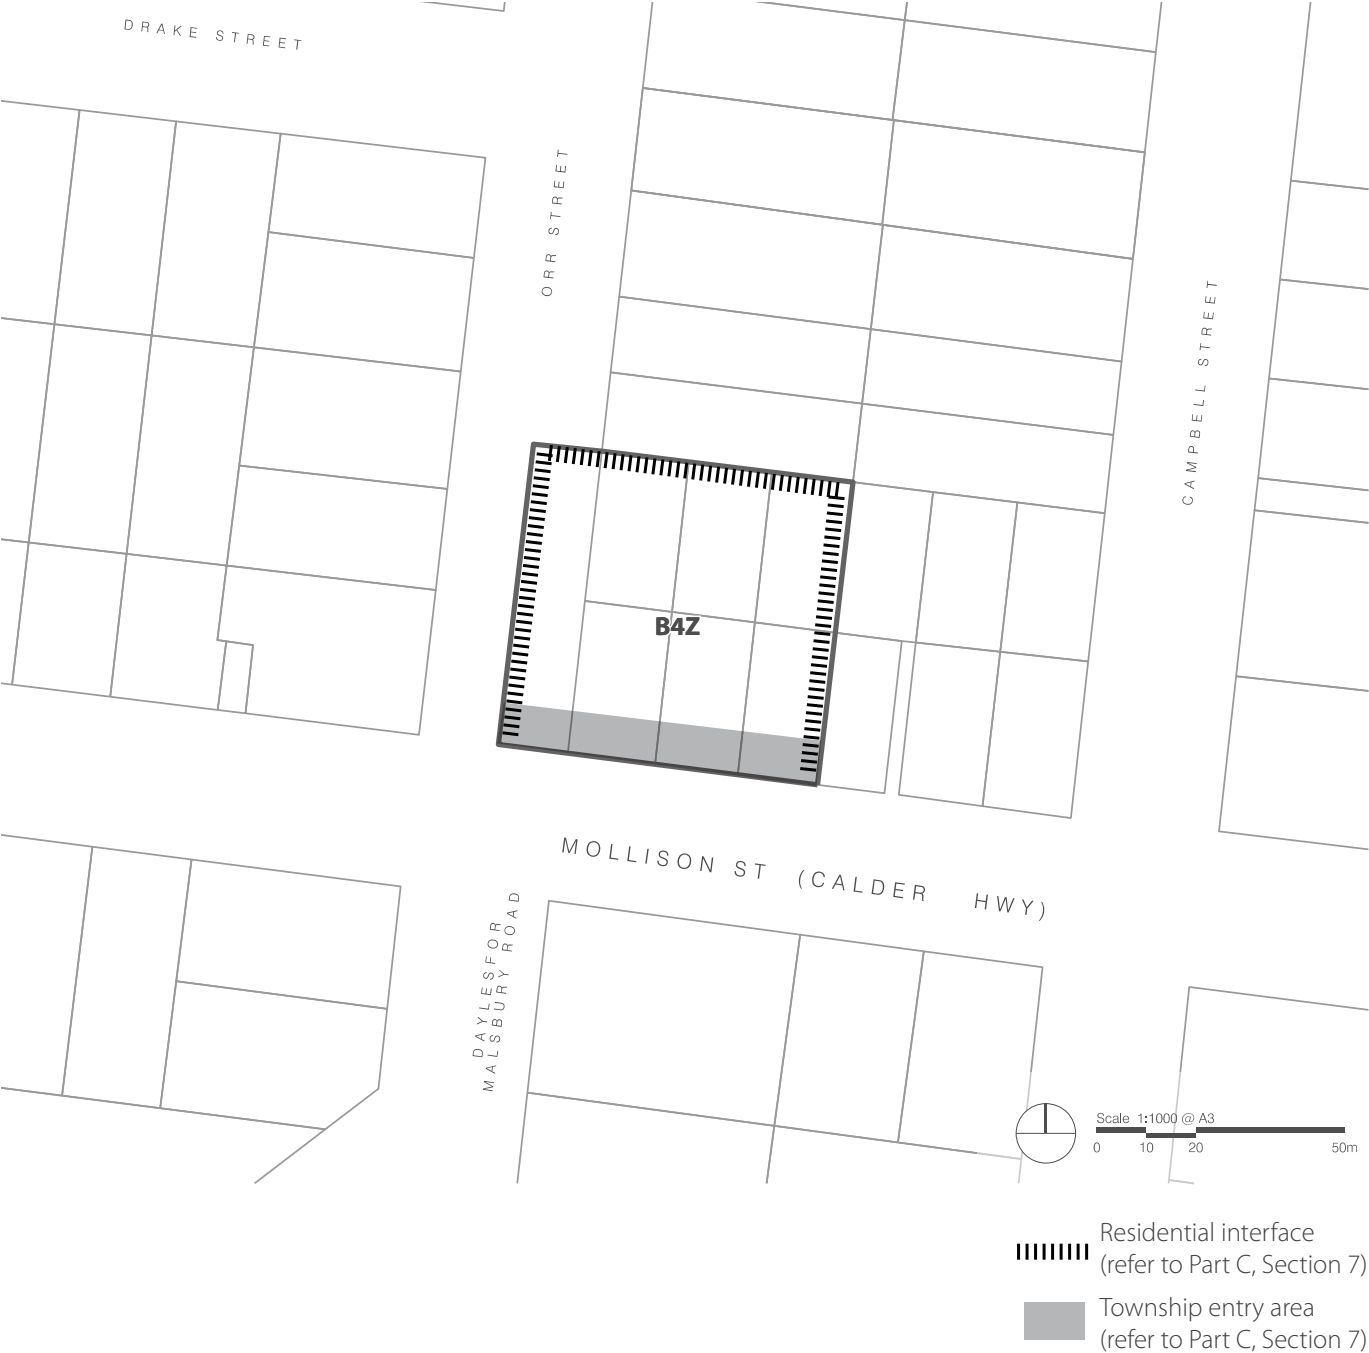 DRAKE STREET
ORR STREET
CAMPBELL STREET
B4Z
MOLLISON ST (CALDER HWY)
DAYLESFOR
MALSBURY ROAD
Scale 1:1000 @ A3
0 10 20 50m
Residential interface
(refer to Part C, Section 7)
Township entry area
(refer to Part C, Section 7)